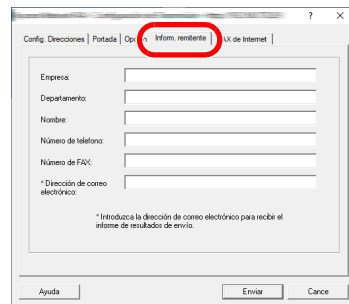 ? ×
Config. Direcciones Portada Inform. remitente de Internet
Empresa:
Departamento:
Nombre:
Número de telefono:
Número de FAX:
* Dirección de correo
electrónico:
* Introduzca la dirección de correo electrónico para recibir el
informe de resultados de envío.
Ayuda Enviar Cance